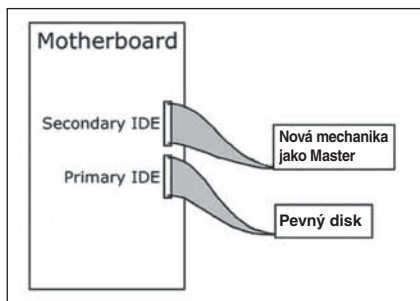 Motherboard
Secondary IDE
Nová mechanika
jako Master
Primary IDE
Pevný disk